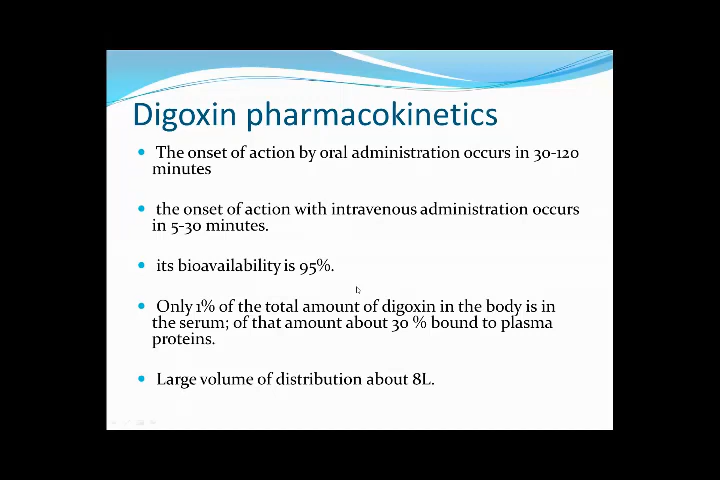 Digoxin pharmacokinetics
• The onset of action by oral administration occurs in 30-120
minutes
• the onset of action with intravenous administration occurs
in 5-30 minutes.
• its bioavailability is 95%.
• Only 1% of the total amount of digoxin in the body is in
the serum; of that amount about 30 % bound to plasma
proteins.
• Large volume of distribution about 8L.